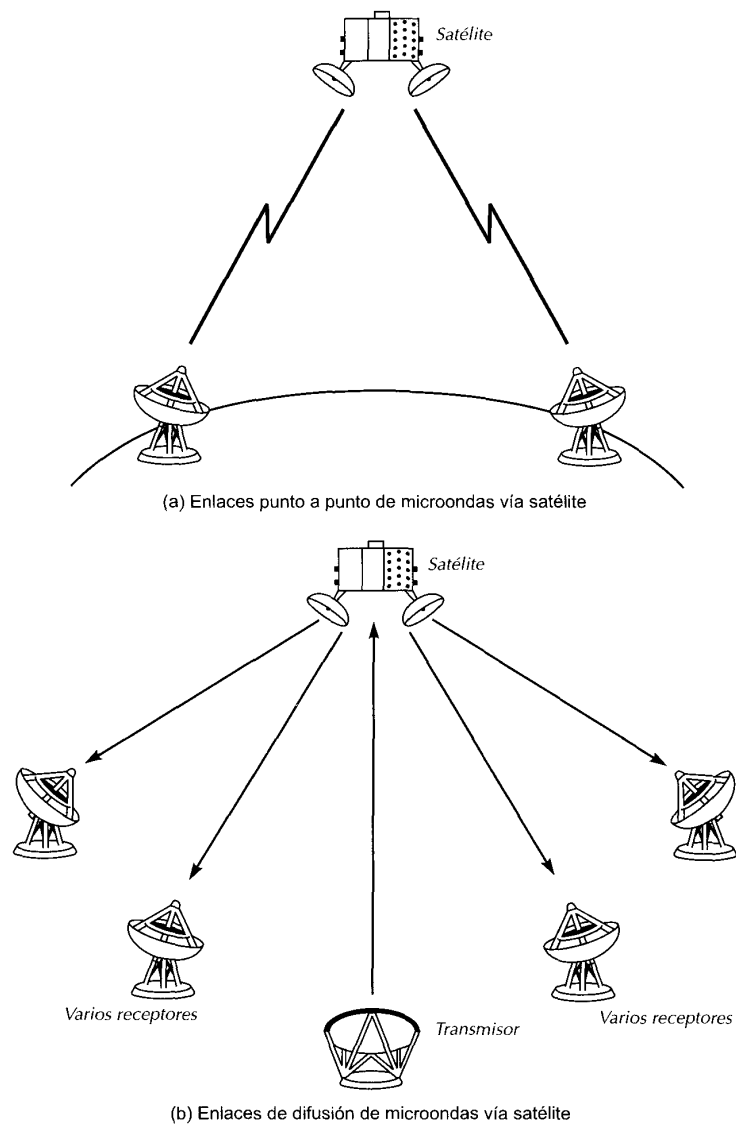 Satélite
(a) Enlaces punto a punto de microondas vía satélite
Satélite
Varios receptores
Transmisor
Varios receptores
(b) Enlaces de difusión de microondas vía satélite